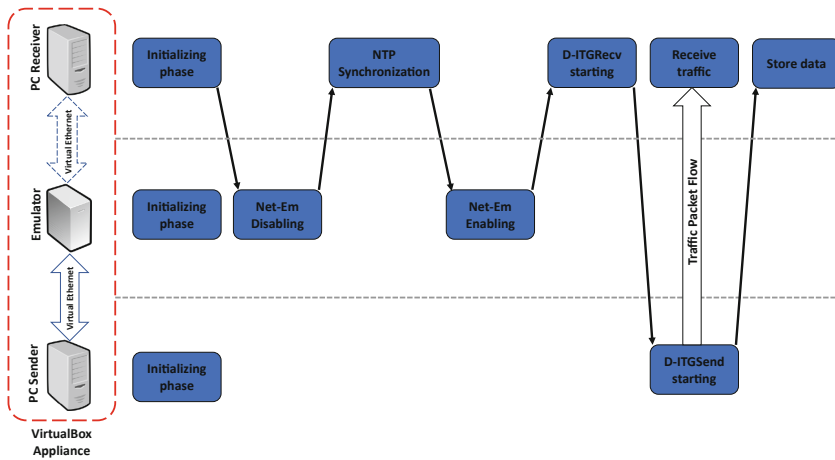 PC Receiver
Virtual Ethernet
Emulator
Virtual Ethernet
PC Sender
VirtualBox
Appliance
Initializing
phase
NTP
Synchronization
D-ITGRecv
starting
Receive
traffic
Store data
Initializing
phase
Net-Em
Disabling
Net-Em
Enabling
Traffic Packet Flow
Initializing
phase
D-ITGSend
starting